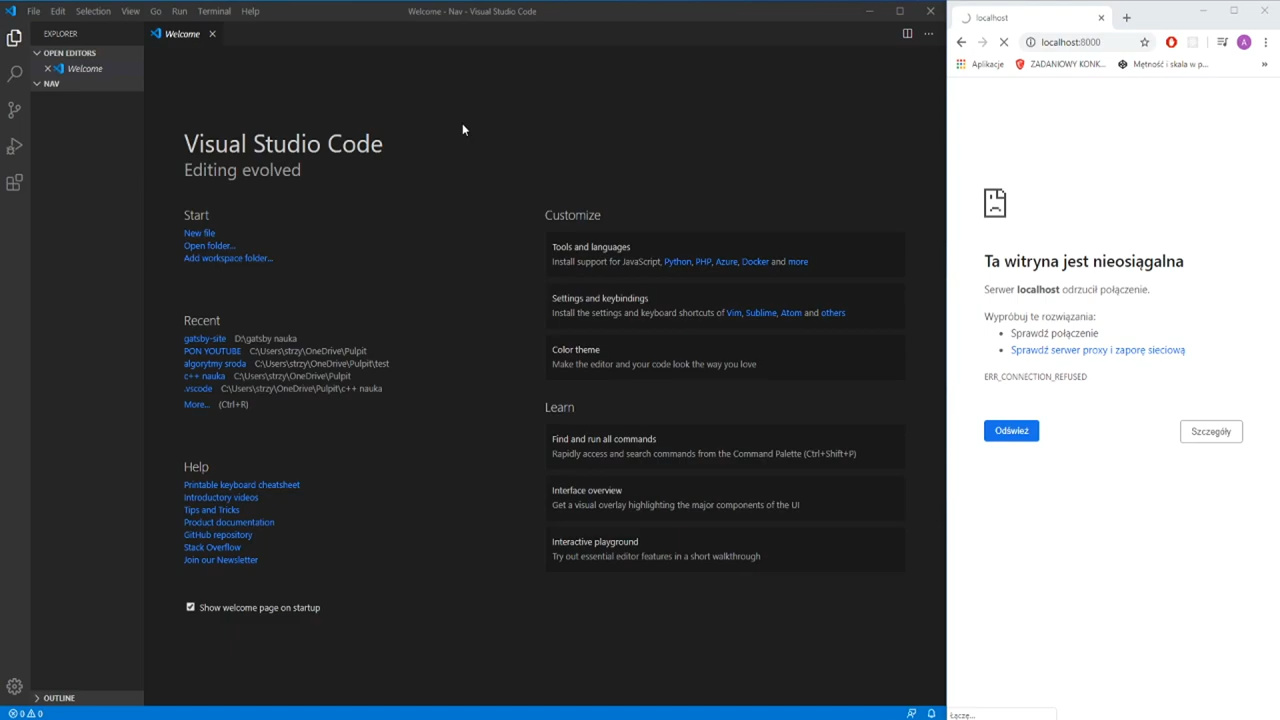 File Edit Selection View Go Run Terminal Help
Welcome - Nav - Visual Studio Code
EXPLORER
OPEN EDITORS
Welcome
NAV
OUTLINE
0 0
Welcome
Visual Studio Code
Editing evolved
Start
New file
Open folder...
Add workspace folder...
Recent
gatsby-site D:\gatsby nauka
PON YOUTUBE C:\Users\strzy\OneDrive\Pulpit
algorytmy sroda C:\Users\strzy\OneDrive\Pulpit\test
c++ nauka C:\Users\strzy\OneDrive\Pulpit
.vscode C:\Users\strzy\OneDrive\Pulpit\c++ nauka
More... (Ctrl+R)
Help
Printable keyboard cheatsheet
Introductory videos
Tips and Tricks
Product documentation
GitHub repository
Stack Overflow
Join our Newsletter
Show welcome page on startup
Customize
Tools and languages
Install support for JavaScript, Python, PHP, Azure, Docker and more
Settings and keybindings
Install the settings and keyboard shortcuts of Vim, Sublime, Atom and others
Color theme
Make the editor and your code look the way you love
Learn
Find and run all commands
Rapidly access and search commands from the Command Palette (Ctrl+Shift+P)
Interface overview
Get a visual overlay highlighting the major components of the UI
Interactive playground
Try out essential editor features in a short walkthrough
localhost
localhost:8000
A
Aplikacje ZADANIOWY KONK... Mętność i skala w p... »
Ta witryna jest nieosiągalna
Serwer localhost odrzucił połączenie.
Wypróbuj te rozwiązania:
• Sprawdź połączenie
• Sprawdź serwer proxy i zaporę sieciową
ERR_CONNECTION_REFUSED
Odśwież
Szczegóły
Łączę...